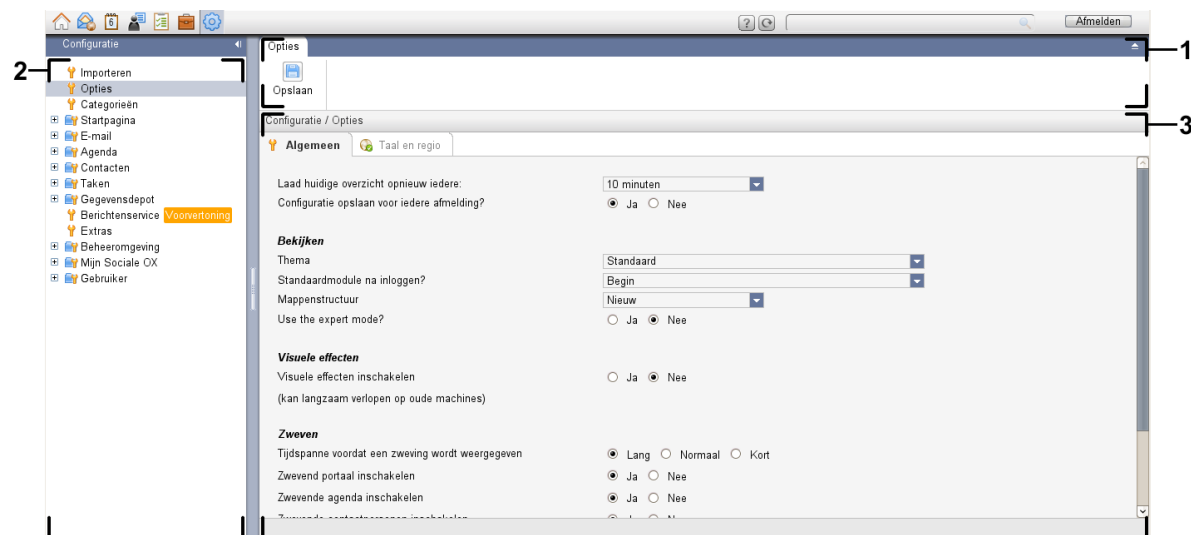 6
?
Afmelden
Configuratie
Opties
1
2
Importeren
Opties
Categorieën
Startpagina
E-mail
Agenda
Contacten
Taken
Gegevensdepot
Berichtenservice Voorvertoning
Extras
Beheeromgeving
Mijn Sociale OX
Gebruiker
Opslaan
Configuratie / Opties
3
Algemeen
Taal en regio
Laad huidige overzicht opnieuw iedere: 10 minuten
Configuratie opslaan voor iedere afmelding? Ja Nee
Bekijken
Thema Standaard
Standaardmodule na inloggen? Begin
Mappenstructuur Nieuw
Use the expert mode? Ja Nee
Visuele effecten
Visuele effecten inschakelen Ja Nee
(kan langzaam verlopen op oude machines)
Zweven
Tijdspanne voordat een zweving wordt weergegeven Lang Normaal Kort
Zwevend portaal inschakelen Ja Nee
Zwevende agenda inschakelen Ja Nee